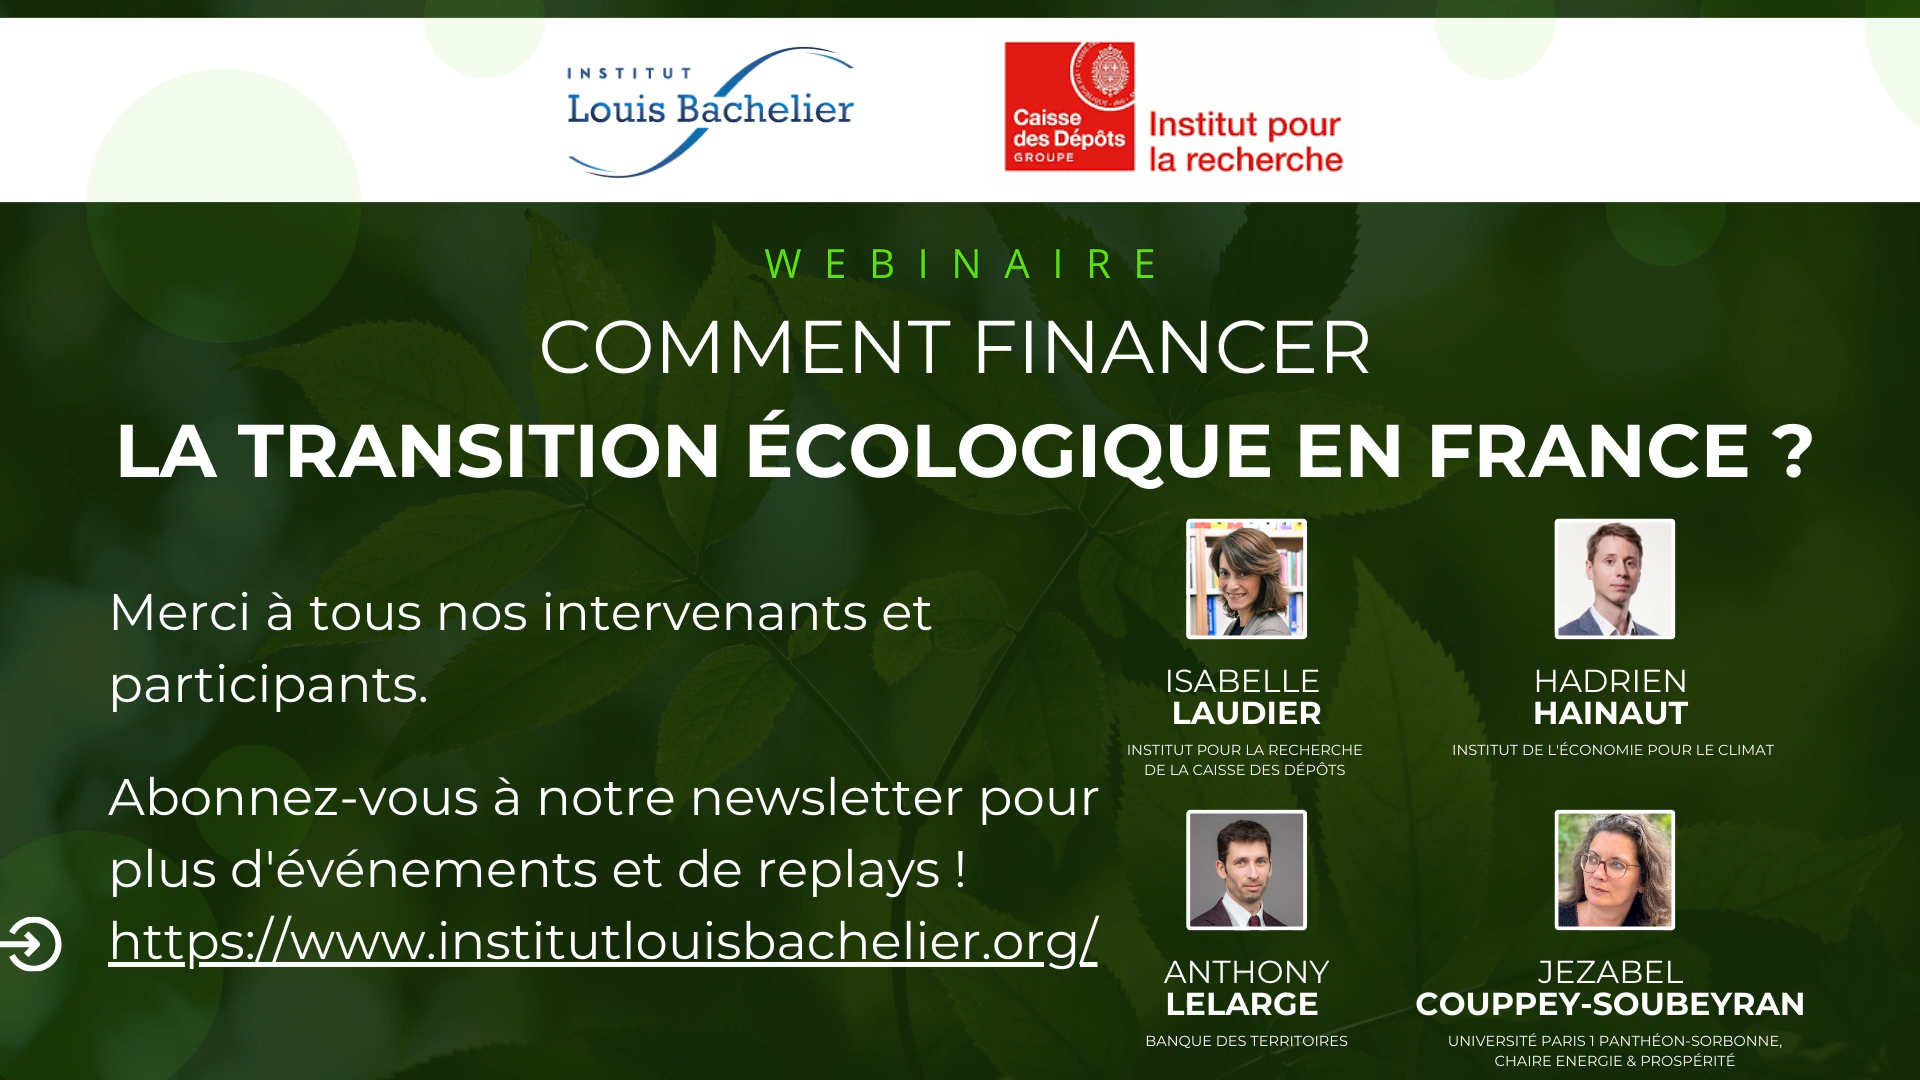 INSTITUT
Louis Bachelier
Caisse
des Dépôts
GROUPE
Institut pour
la recherche
WEBINAIRE
COMMENT FINANCER
LA TRANSITION ÉCOLOGIQUE EN FRANCE ?
Merci à tous nos intervenants et
participants.
Abonnez-vous à notre newsletter pour
plus d'événements et de replays !
https://www.institutlouisbachelier.org/
ISABELLE
LAUDIER
INSTITUT POUR LA RECHERCHE
DE LA CAISSE DES DÉPÔTS
HADRIEN
HAINAUT
INSTITUT DE L'ÉCONOMIE POUR LE CLIMAT
ANTHONY
LELARGE
BANQUE DES TERRITOIRES
JEZABEL
COUPPEY-SOUBEYRAN
UNIVERSITÉ PARIS 1 PANTHÉON-SORBONNE,
CHAIRE ENERGIE & PROSPÉRITÉ